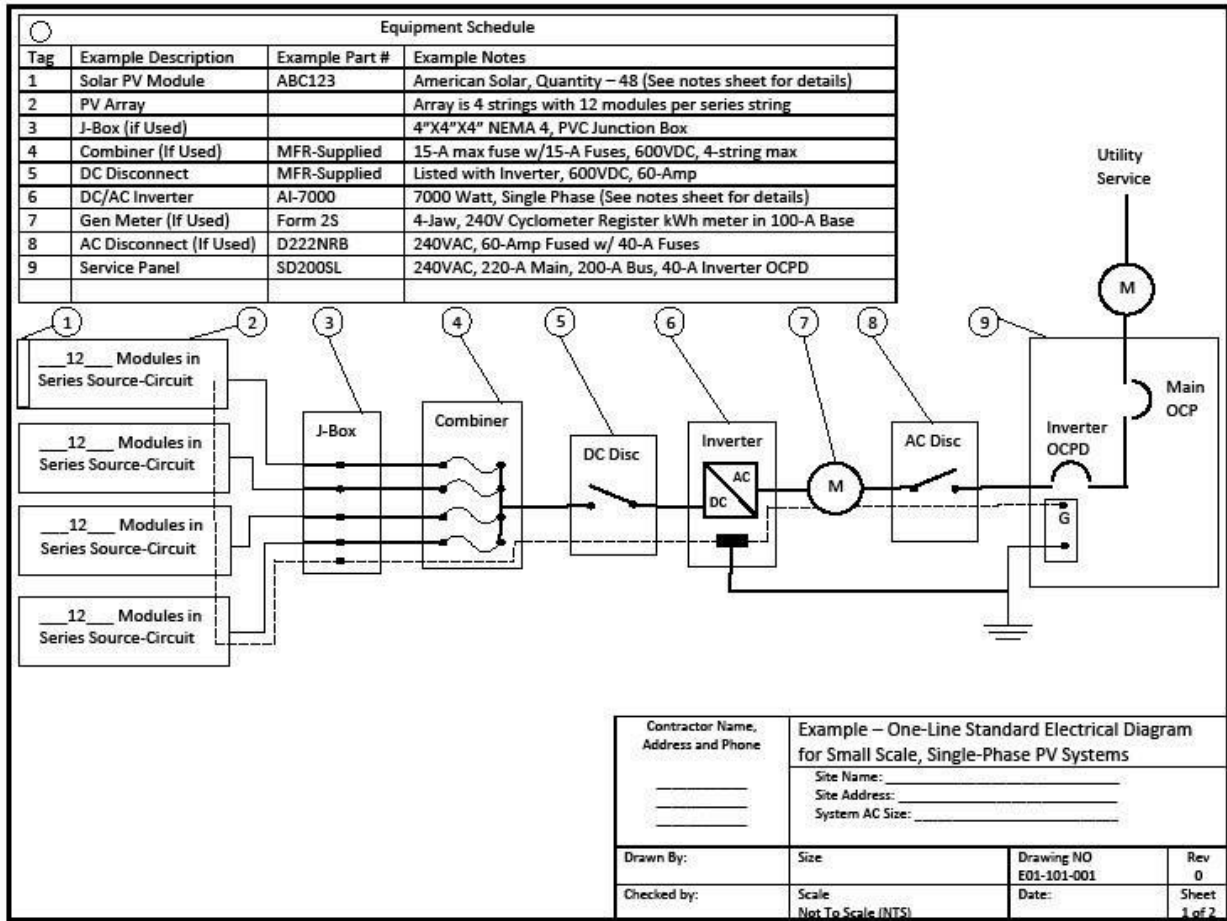 Equipment Schedule
Tag Example Description Example Part # Example Notes
1 Solar PV Module ABC123 American Solar, Quantity – 48 (See notes sheet for details)
2 PV Array Array is 4 strings with 12 modules per series string
3 J-Box (if Used) 4”X4”X4” NEMA 4, PVC Junction Box
4 Combiner (If Used) MFR-Supplied 15-A max fuse w/15-A Fuses, 600VDC, 4-string max
5 DC Disconnect MFR-Supplied Listed with Inverter, 600VDC, 60-Amp
6 DC/AC Inverter AI-7000 7000 Watt, Single Phase (See notes sheet for details)
7 Gen Meter (If Used) Form 2S 4-Jaw, 240V Cyclometer Register kWh meter in 100-A Base
8 AC Disconnect (If Used) D222NRB 240VAC, 60-Amp Fused w/ 40-A Fuses
9 Service Panel SD200SL 240VAC, 220-A Main, 200-A Bus, 40-A Inverter OCPD
Utility
Service
M
1 2 3 4 5 6 7 8 9
___12___ Modules in
Series Source-Circuit
___12___ Modules in
Series Source-Circuit
___12___ Modules in
Series Source-Circuit
___12___ Modules in
Series Source-Circuit
J-Box
Combiner
DC Disc
Inverter
AC
DC
M
AC Disc
Inverter
OCPD
Main
OCP
G
Contractor Name,
Address and Phone
Example – One-Line Standard Electrical Diagram
for Small Scale, Single-Phase PV Systems
Site Name: ____________________
Site Address: ____________________
System AC Size: ____________________
Drawn By: Size Drawing NO Rev
E01-101-001 0
Checked by: Scale Date: Sheet
Not To Scale (NTS) 1 of 2